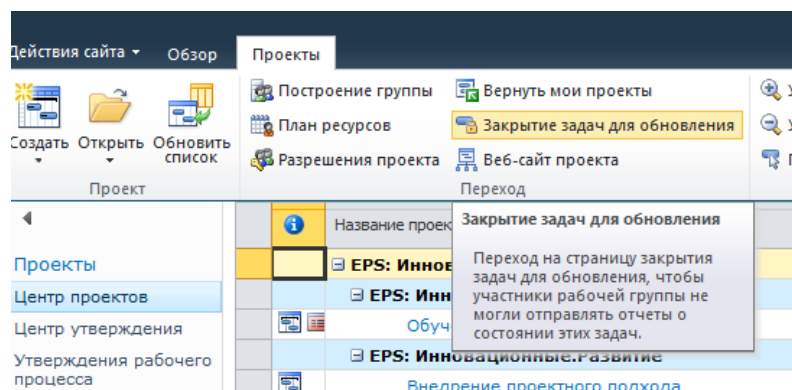 Действия сайта
Обзор
Проекты
Построение группы
Вернуть мои проекты
План ресурсов
Закрытие задач для обновления
Создать
Открыть
Обновить
список
Разрешения проекта
Веб-сайт проекта
Проект
Переход
Название проек
Закрытие задач для обновления
Переход на страницу закрытия
задач для обновления, чтобы
участники рабочей группы не
могли отправлять отчеты о
состоянии этих задач.
Проекты
EPS: Иннов
Центр проектов
EPS: Инн
Центр утверждения
Обуч
Утверждения рабочего
процесса
EPS: Инновационные.Развитие
Внедрение проектного подхода